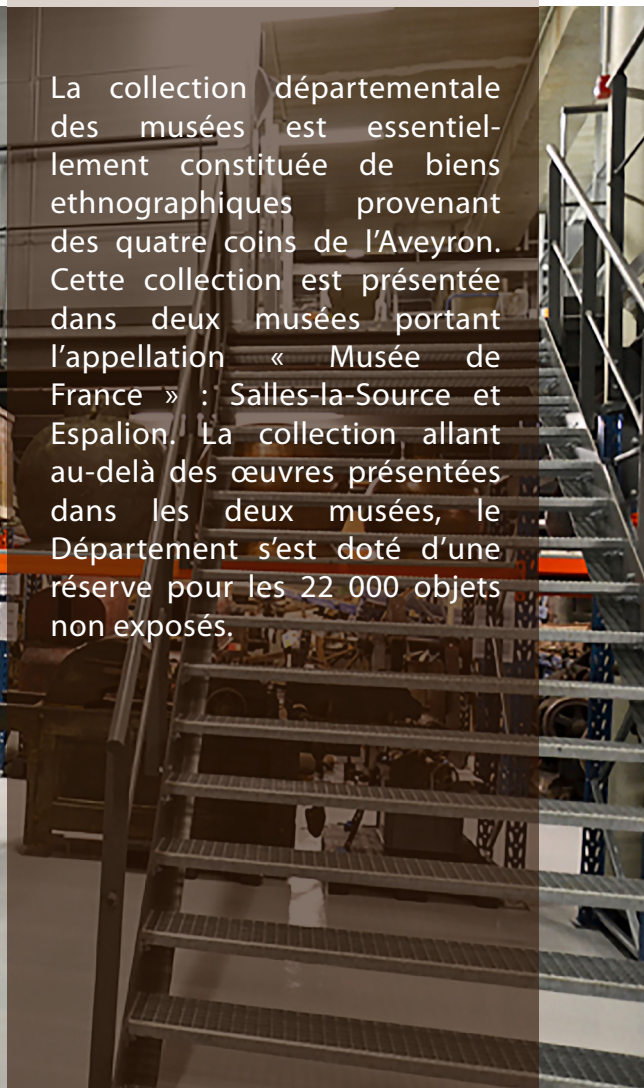 La collection départementale
des musées est essentiel-
lement constituée de biens
ethnographiques provenant
des quatre coins de l’Aveyron.
Cette collection est présentée
dans deux musées portant
l’appellation « Musée de
France » : Salles-la-Source et
Espalion. La collection allant
au-delà des œuvres présentées
dans les deux musées, le
Département s’est doté d’une
réserve pour les 22 000 objets
non exposés.